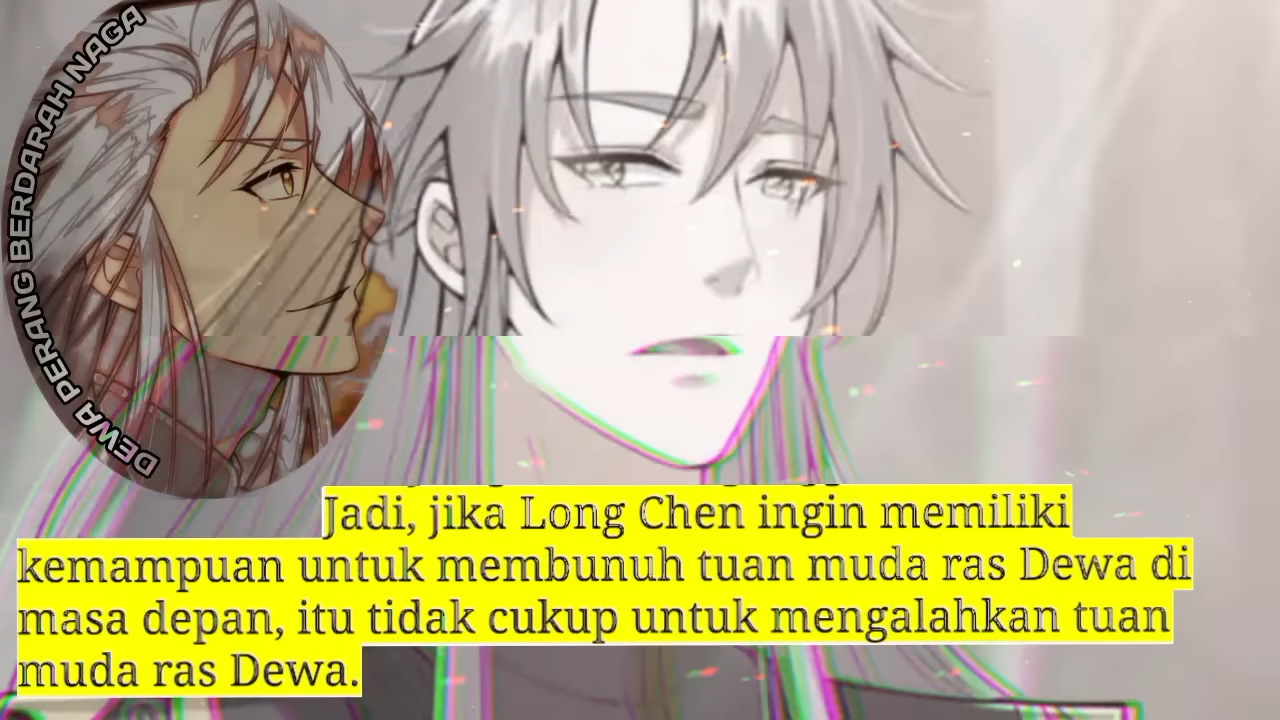 DEWA PERANG BERDARAH NAGA
Jadi, jika Long Chen ingin memiliki
kemampuan untuk membunuh tuan muda ras Dewa di
masa depan, itu tidak cukup untuk mengalahkan tuan
muda ras Dewa.